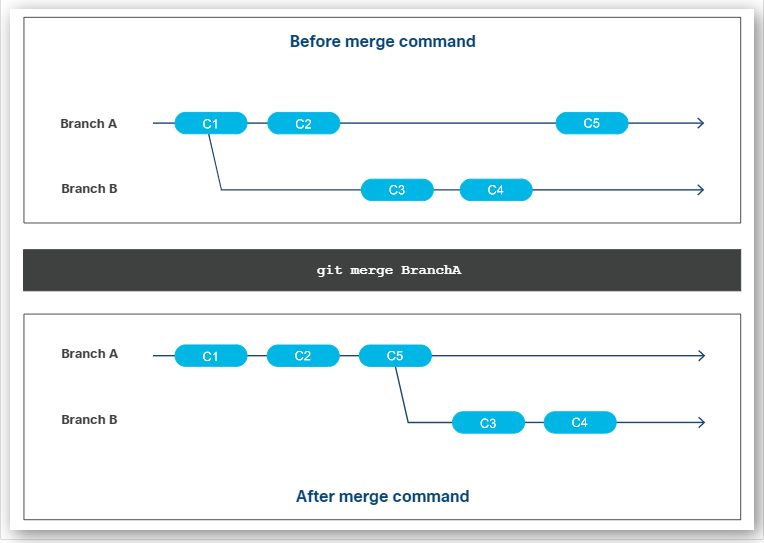 Before merge command
Branch A C1 C2 C5
Branch B C3 C4
git merge BranchA
Branch A C1 C2 C5
Branch B C3 C4
After merge command